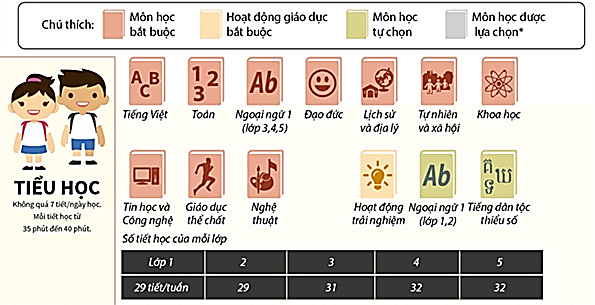 Chú thích:
Môn học
bắt buộc
Hoạt động giáo dục
bắt buộc
Môn học
tự chọn
Môn học được
lựa chọn*
A
B
C
1
2
3
Ab
Tiếng Việt
Toán
Ngoại ngữ 1
(lớp 3,4,5)
Đạo đức
Lịch sử
và địa lý
Tự nhiên
và xã hội
Khoa học
TIỂU HỌC
Không quá 7 tiết/ngày học.
Mỗi tiết học từ
35 phút đến 40 phút.
Ab
Tin học và
Công nghệ
Giáo dục
thể chất
Nghệ
thuật
Hoạt động
trải nghiệm
Ngoại ngữ 1
(lớp 1,2)
Tiếng dân tộc
thiểu số
Số tiết học của mỗi lớp
Lớp 1 2 3 4 5
29 tiết/tuần 29 31 32 32